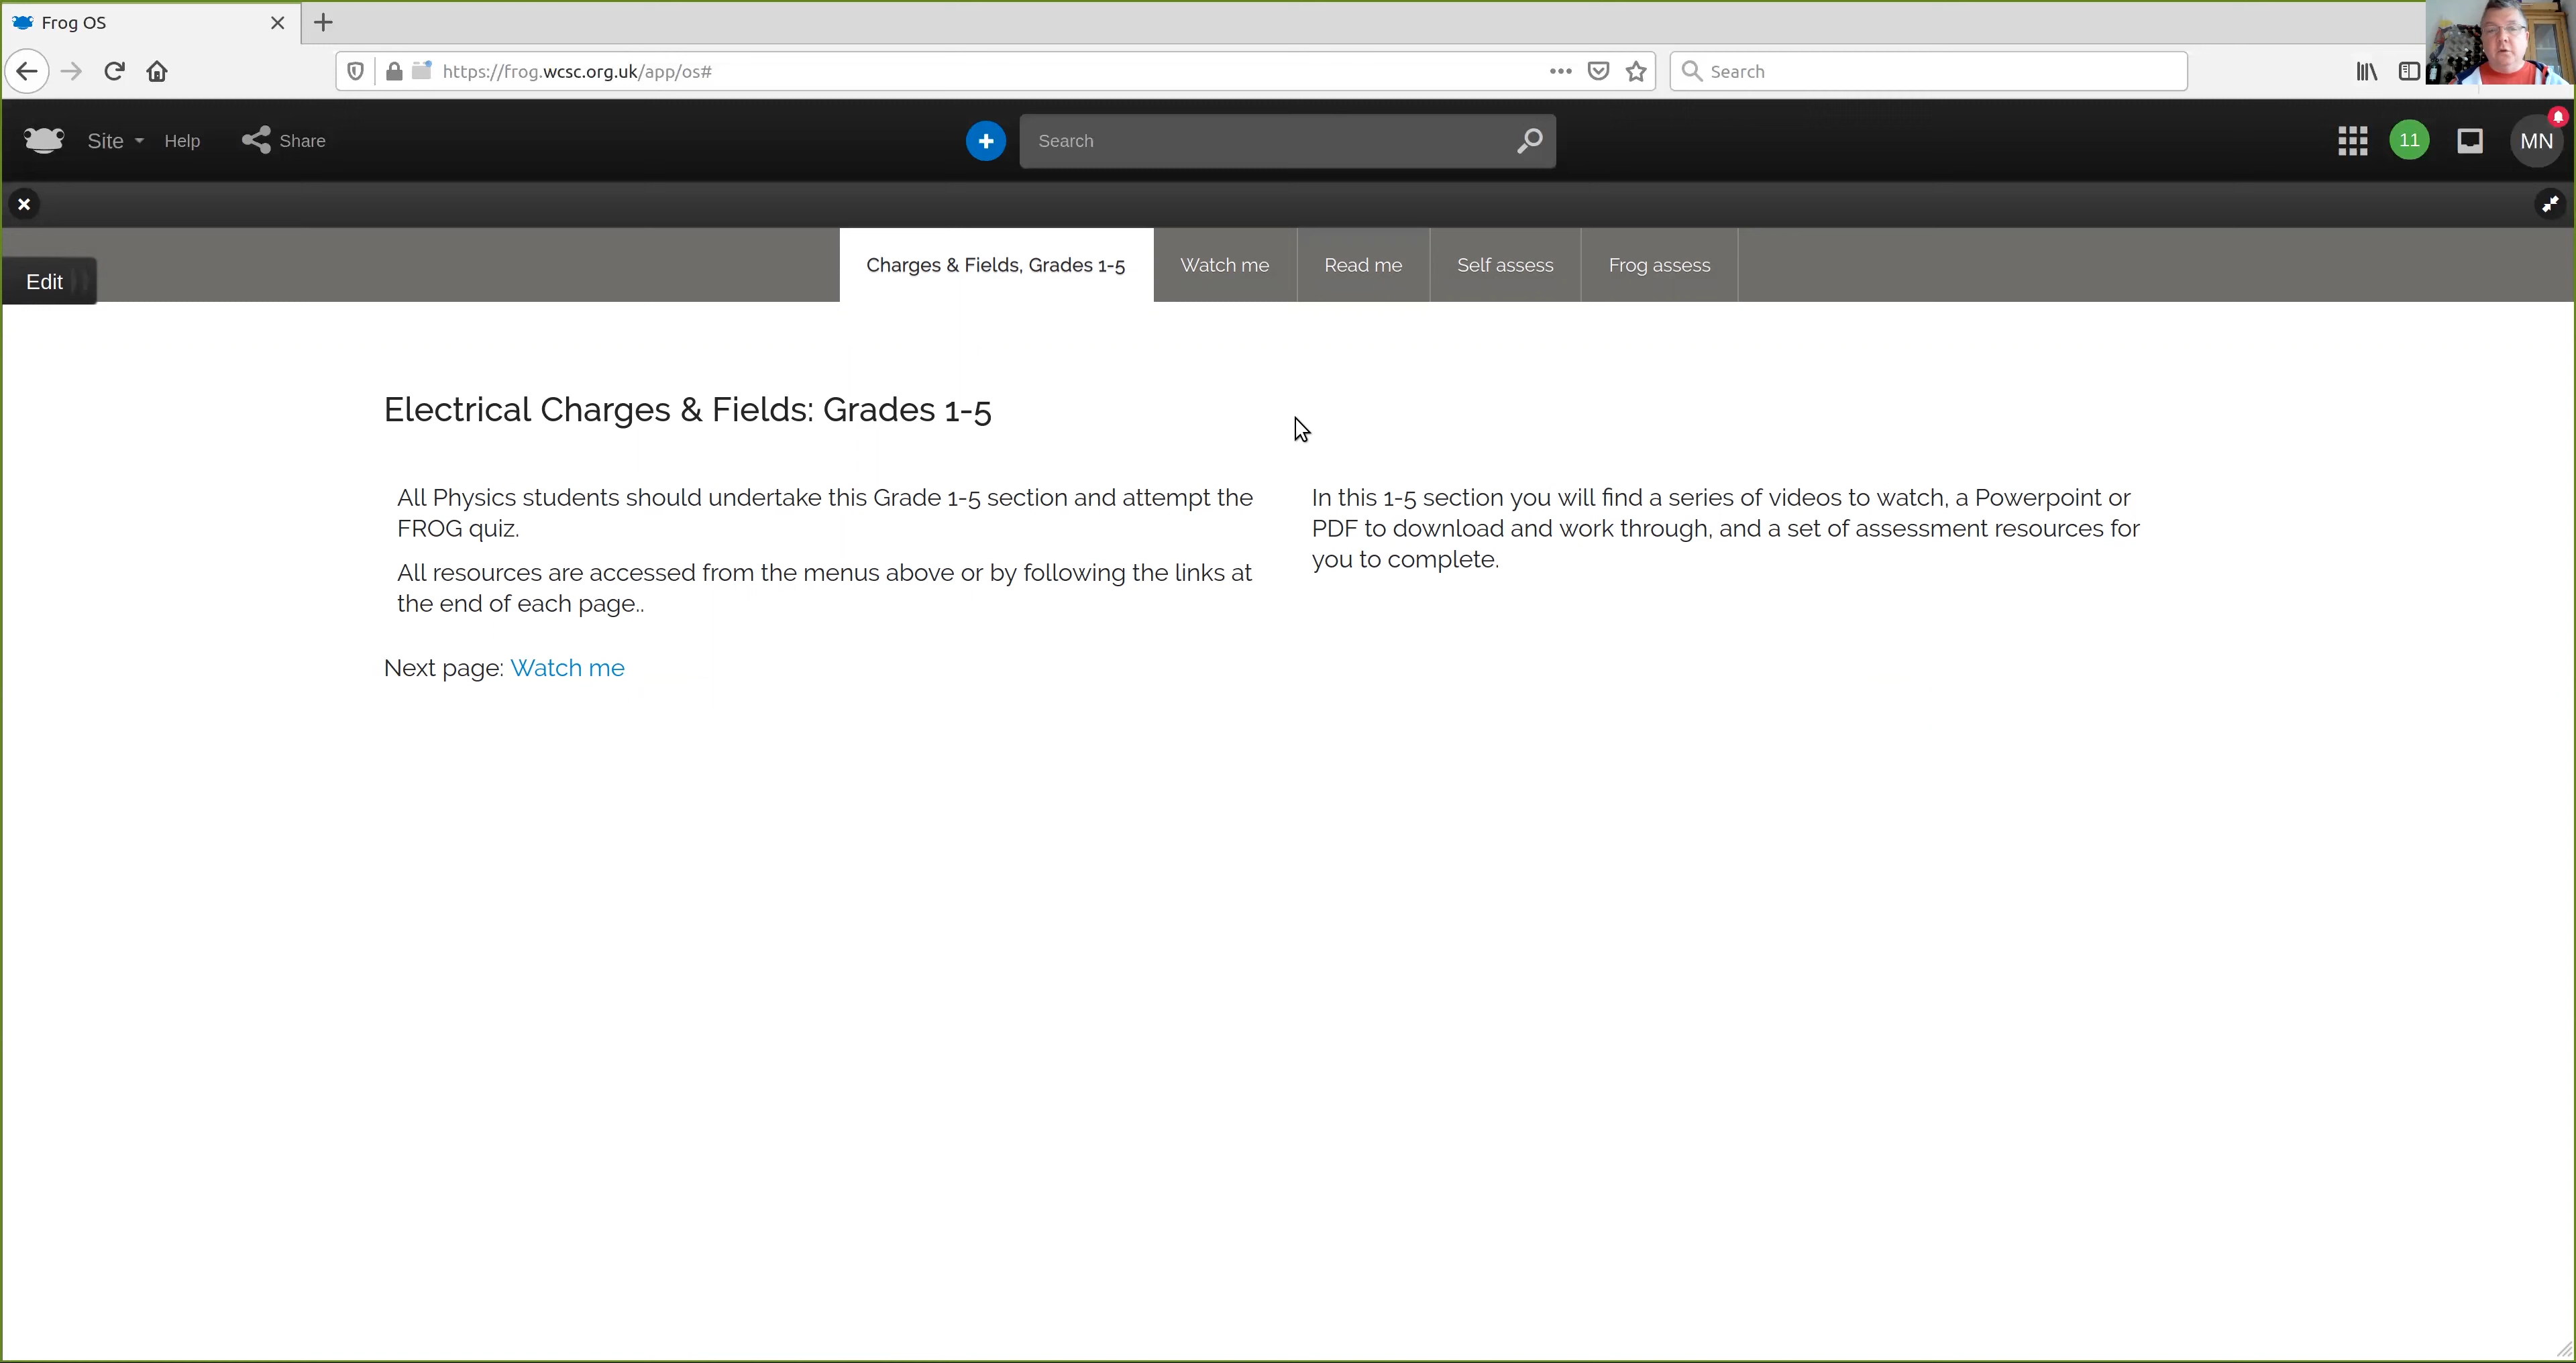 Frog OS
https://frog.wcsc.org.uk/app/os#
Search
Site
Help
Share
Search
11
MN
Edit
Charges & Fields, Grades 1-5
Watch me
Read me
Self assess
Frog assess
Electrical Charges & Fields: Grades 1-5
All Physics students should undertake this Grade 1-5 section and attempt the
FROG quiz.
All resources are accessed from the menus above or by following the links at
the end of each page..
In this 1-5 section you will find a series of videos to watch, a Powerpoint or
PDF to download and work through, and a set of assessment resources for
you to complete.
Next page: Watch me